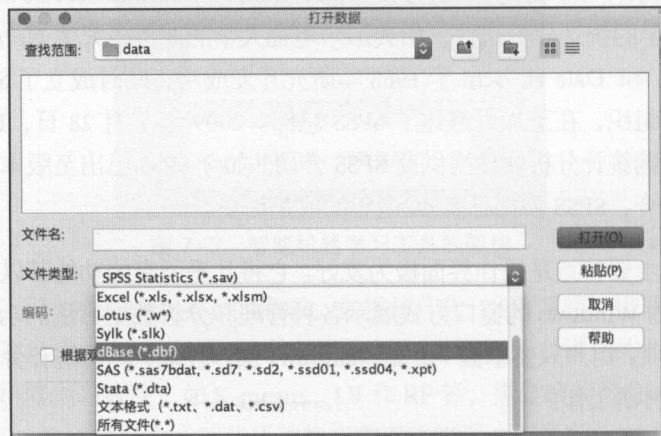 打开数据
查找范围: data
文件名:
打开(O)
文件类型: SPSS Statistics (*.sav)
粘贴(P)
Excel (*.xls, *.xlsx, *.xlsm)
编码:
Lotus (*.w*)
取消
Sylk (*.slk)
帮助
dBase (*.dbf)
根据
SAS (*.sas7bdat, *.sd7, *.sd2, *.ssd01, *.ssd04, *.xpt)
Stata (*.dta)
文本格式 (*.txt、*.dat、*.csv)
所有文件(*.*)